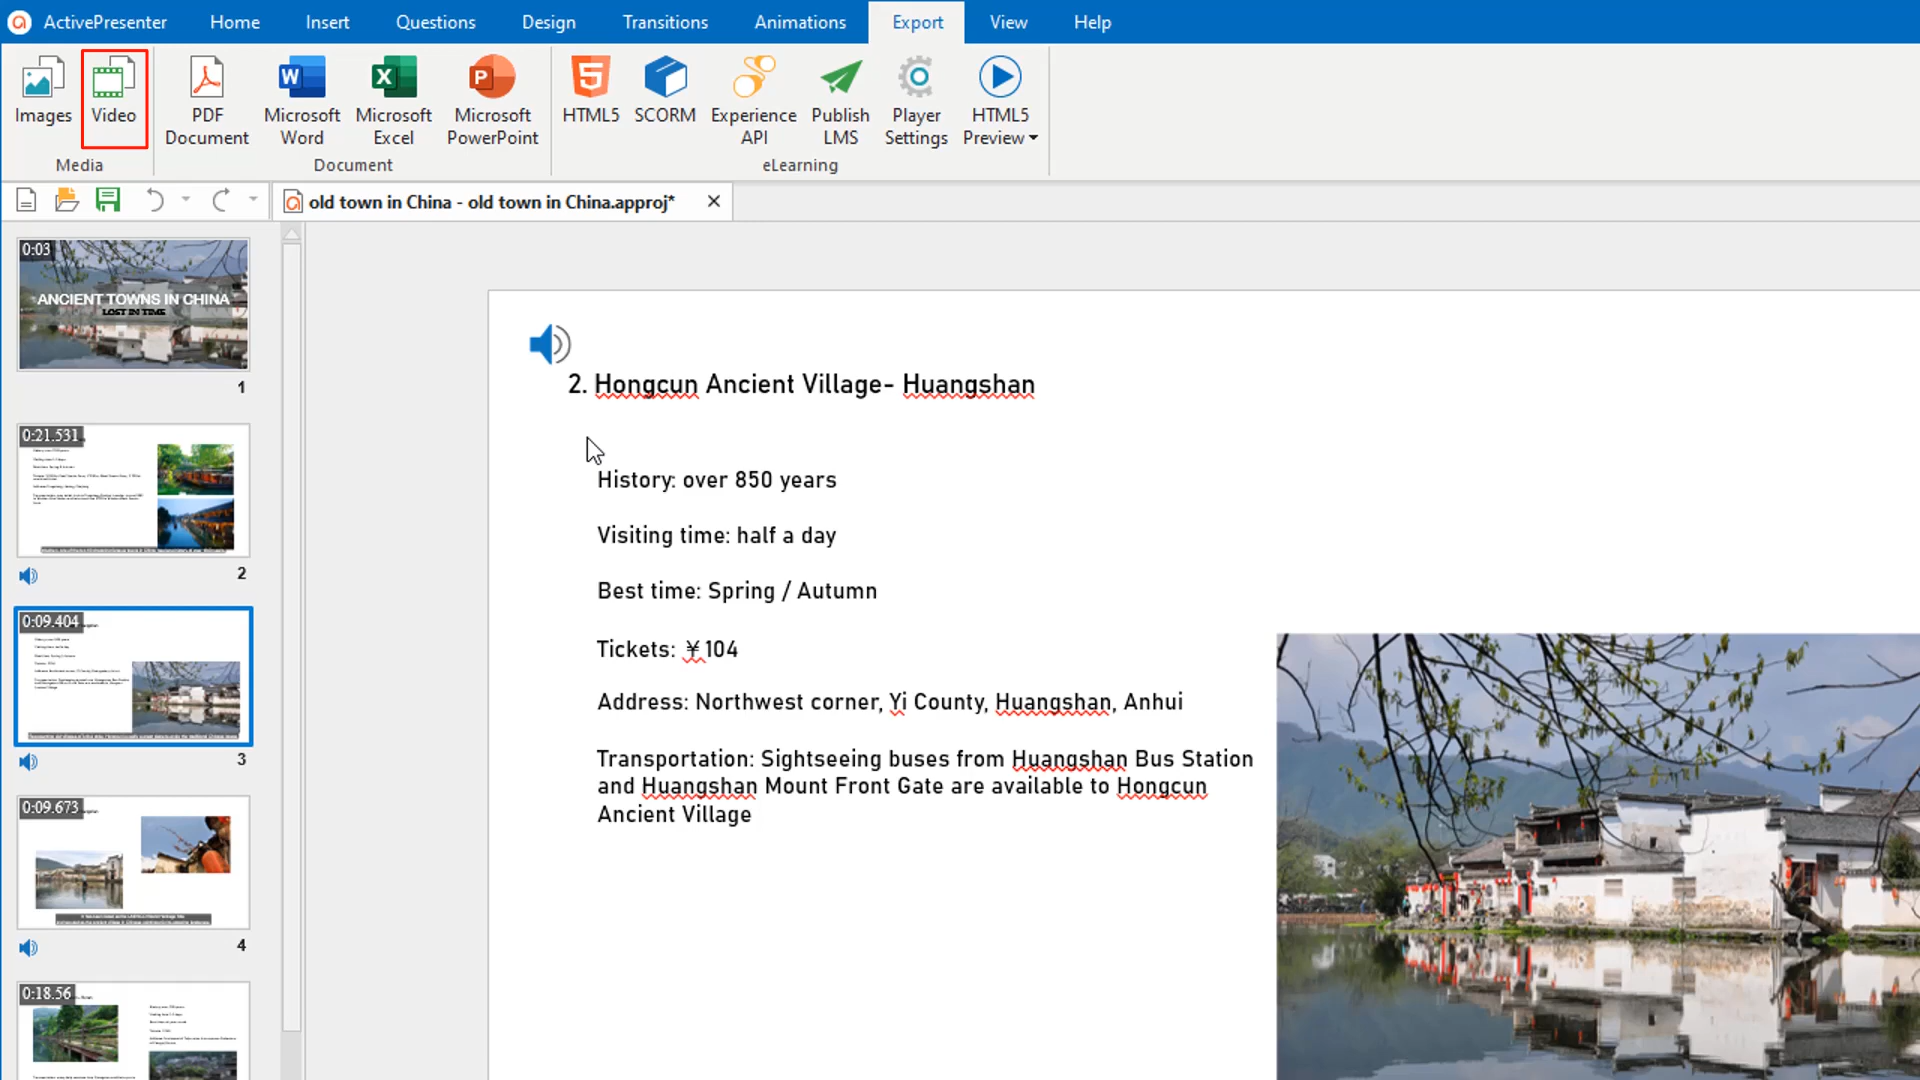 ActivePresenter Home Insert Questions Design Transitions Animations Export View Help
Images Video PDF Document Microsoft Word Microsoft Excel Microsoft PowerPoint HTML5 SCORM Experience API Publish LMS Player Settings HTML5 Preview
Media Document eLearning
old town in China - old town in China.approj*
0:03
ANCIENT TOWNS IN CHINA
LOST IN TIME
1
0:21.531
2
0:09.404
3
0:09.673
4
0:18.56
2. Hongcun Ancient Village- Huangshan
History: over 850 years
Visiting time: half a day
Best time: Spring / Autumn
Tickets: ￥104
Address: Northwest corner, Yi County, Huangshan, Anhui
Transportation: Sightseeing buses from Huangshan Bus Station
and Huangshan Mount Front Gate are available to Hongcun
Ancient Village